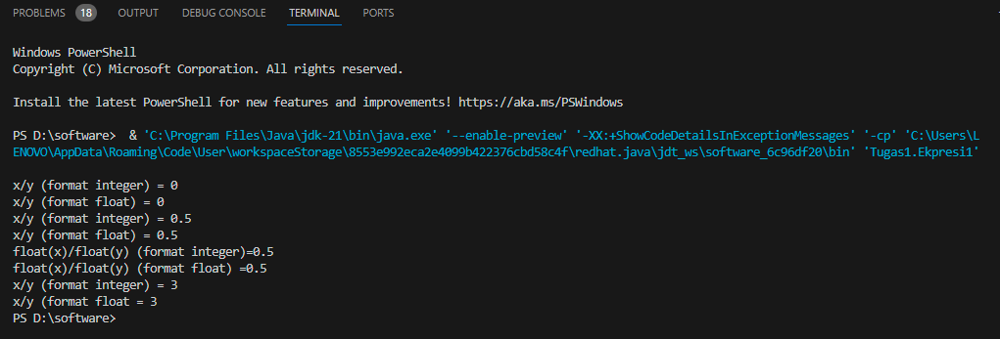 PROBLEMS 18 OUTPUT DEBUG CONSOLE TERMINAL PORTS
Windows PowerShell
Copyright (C) Microsoft Corporation. All rights reserved.
Install the latest PowerShell for new features and improvements! https://aka.ms/PSWindows
PS D:\software>  & 'C:\Program Files\Java\jdk-21\bin\java.exe' '--enable-preview' '-XX:+ShowCodeDetailsInExceptionMessages' '-cp' 'C:\Users\L
ENOVO\AppData\Roaming\Code\User\workspaceStorage\8553e992eca2e4099b422376cbd58c4f\redhat.java\jdt_ws\software_6c96df20\bin' 'Tugas1.Ekpresi1'
x/y (format integer) = 0
x/y (format float) = 0
x/y (format integer) = 0.5
x/y (format float) = 0.5
float(x)/float(y) (format integer)=0.5
float(x)/float(y) (format float) =0.5
x/y (format integer) = 3
x/y (format float = 3
PS D:\software>